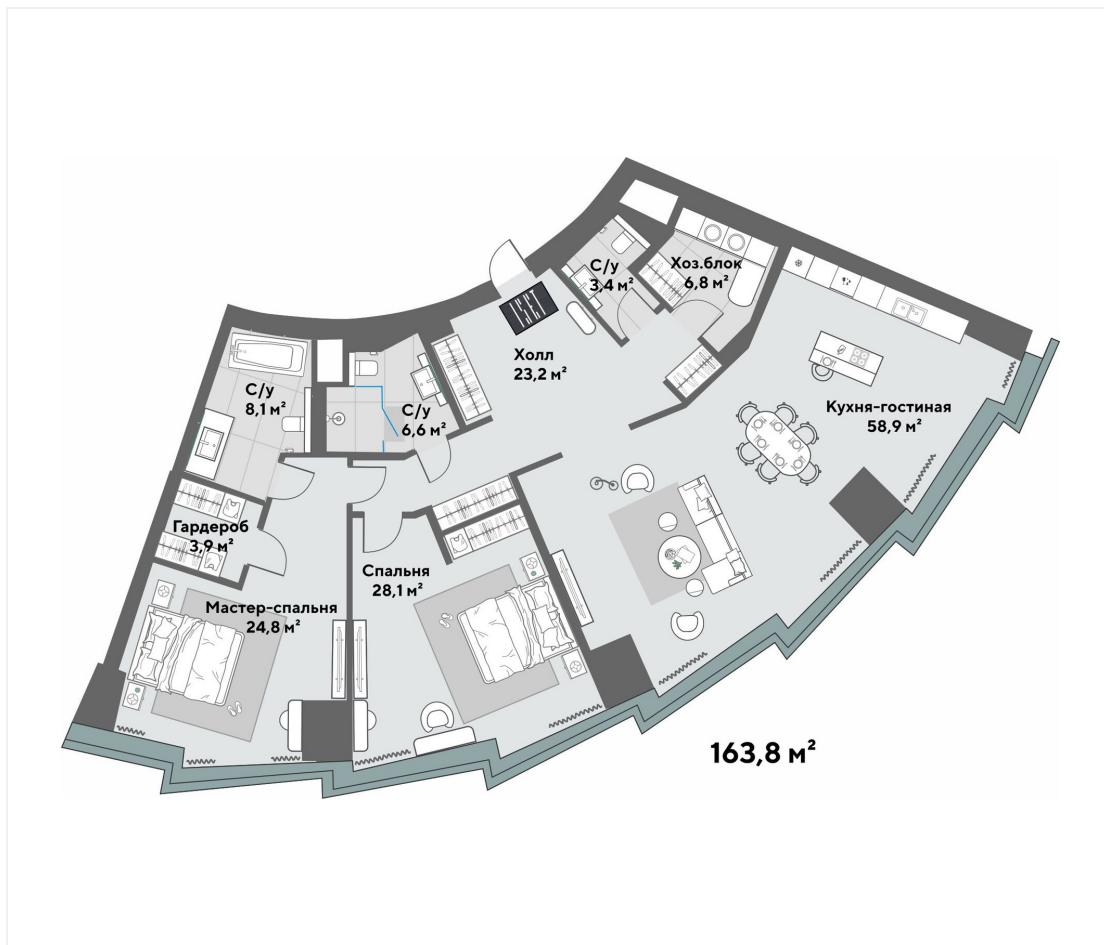 С/у
3,4 м²
Хоз.блок
6,8 м²
ISET
Холл
23,2 м²
С/у
8,1 м²
С/у
6,6 м²
Кухня-гостиная
58,9 м²
Гардероб
3,9 м²
Спальня
28,1 м²
Мастер-спальня
24,8 м²
163,8 м²